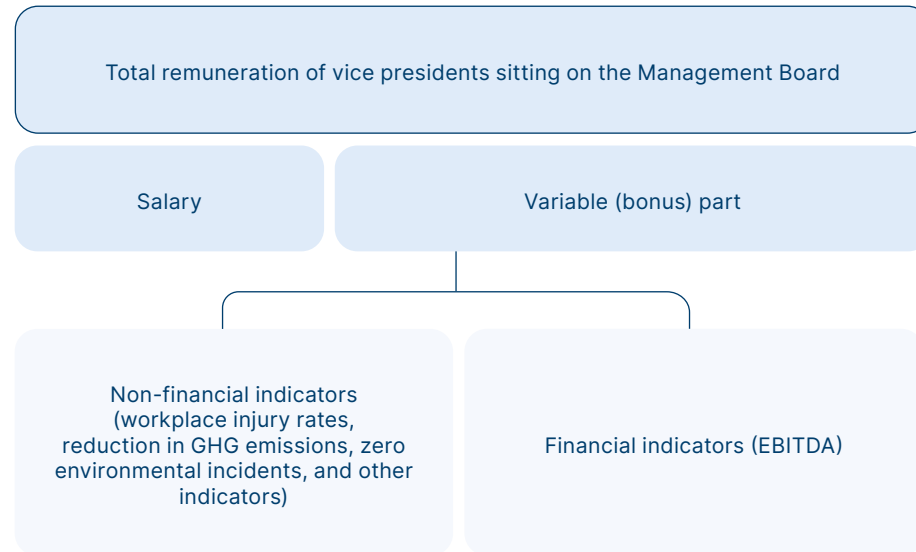 Total remuneration of vice presidents sitting on the Management Board
Salary
Variable (bonus) part
Non-financial indicators
(workplace injury rates,
reduction in GHG emissions, zero
environmental incidents, and other
indicators)
Financial indicators (EBITDA)